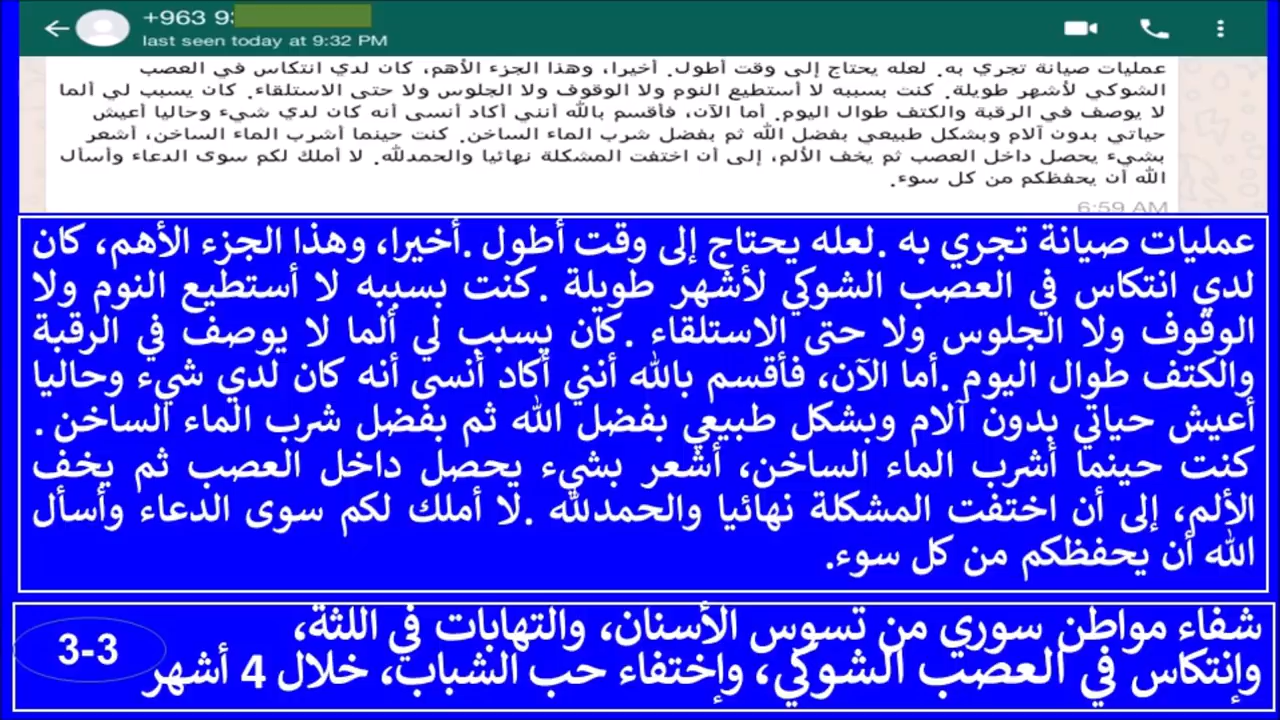 +963 93
last seen today at 9:32 PM
عمليات صيانة تجري به. لعله يحتاج إلى وقت أطول. أخيرا، وهذا الجزء الأهم، كان لدي انتكاس في العصب
الشوكي لأشهر طويلة. كنت بسببه لا أستطيع النوم ولا الوقوف ولا الجلوس ولا حتى الاستلقاء. كان يسبب لي ألما
لا يوصف في الرقبة والكتف طوال اليوم. أما الآن، فأقسم بالله أنني أكاد أنسى أنه كان لدي شيء وحاليا أعيش
حياتي بدون آلام وبشكل طبيعي بفضل الله ثم بفضل شرب الماء الساخن. كنت حينما أشرب الماء الساخن، أشعر
بشيء يحصل داخل العصب ثم يخف الألم، إلى أن اختفت المشكلة نهائيا والحمدلله. لا أملك لكم سوى الدعاء وأسأل
الله أن يحفظكم من كل سوء.
6:59 AM
عمليات صيانة تجري به .لعله يحتاج إلى وقت أطول .أخيرا، وهذا الجزء الأهم، كان
لدي انتكاس في العصب الشوكي لأشهر طويلة .كنت بسببه لا أستطيع النوم ولا
الوقوف ولا الجلوس ولا حتى الاستلقاء .كان يسبب لي ألما لا يوصف في الرقبة
والكتف طوال اليوم .أما الآن، فأقسم بالله أنني أكاد أنسى أنه كان لدي شيء وحاليا
أعيش حياتي بدون آلام وبشكل طبيعي بفضل الله ثم بفضل شرب الماء الساخن .
كنت حينما أشرب الماء الساخن، أشعر بشيء يحصل داخل العصب ثم يخف
الألم، إلى أن اختفت المشكلة نهائيا والحمدلله .لا أملك لكم سوى الدعاء وأسأل
الله أن يحفظكم من كل سوء.
شفاء مواطن سوري من تسوس الأسنان، والتهابات في اللثة،
وإنتكاس في العصب الشوكي، وإختفاء حب الشباب، خلال 4 أشهر
3-3